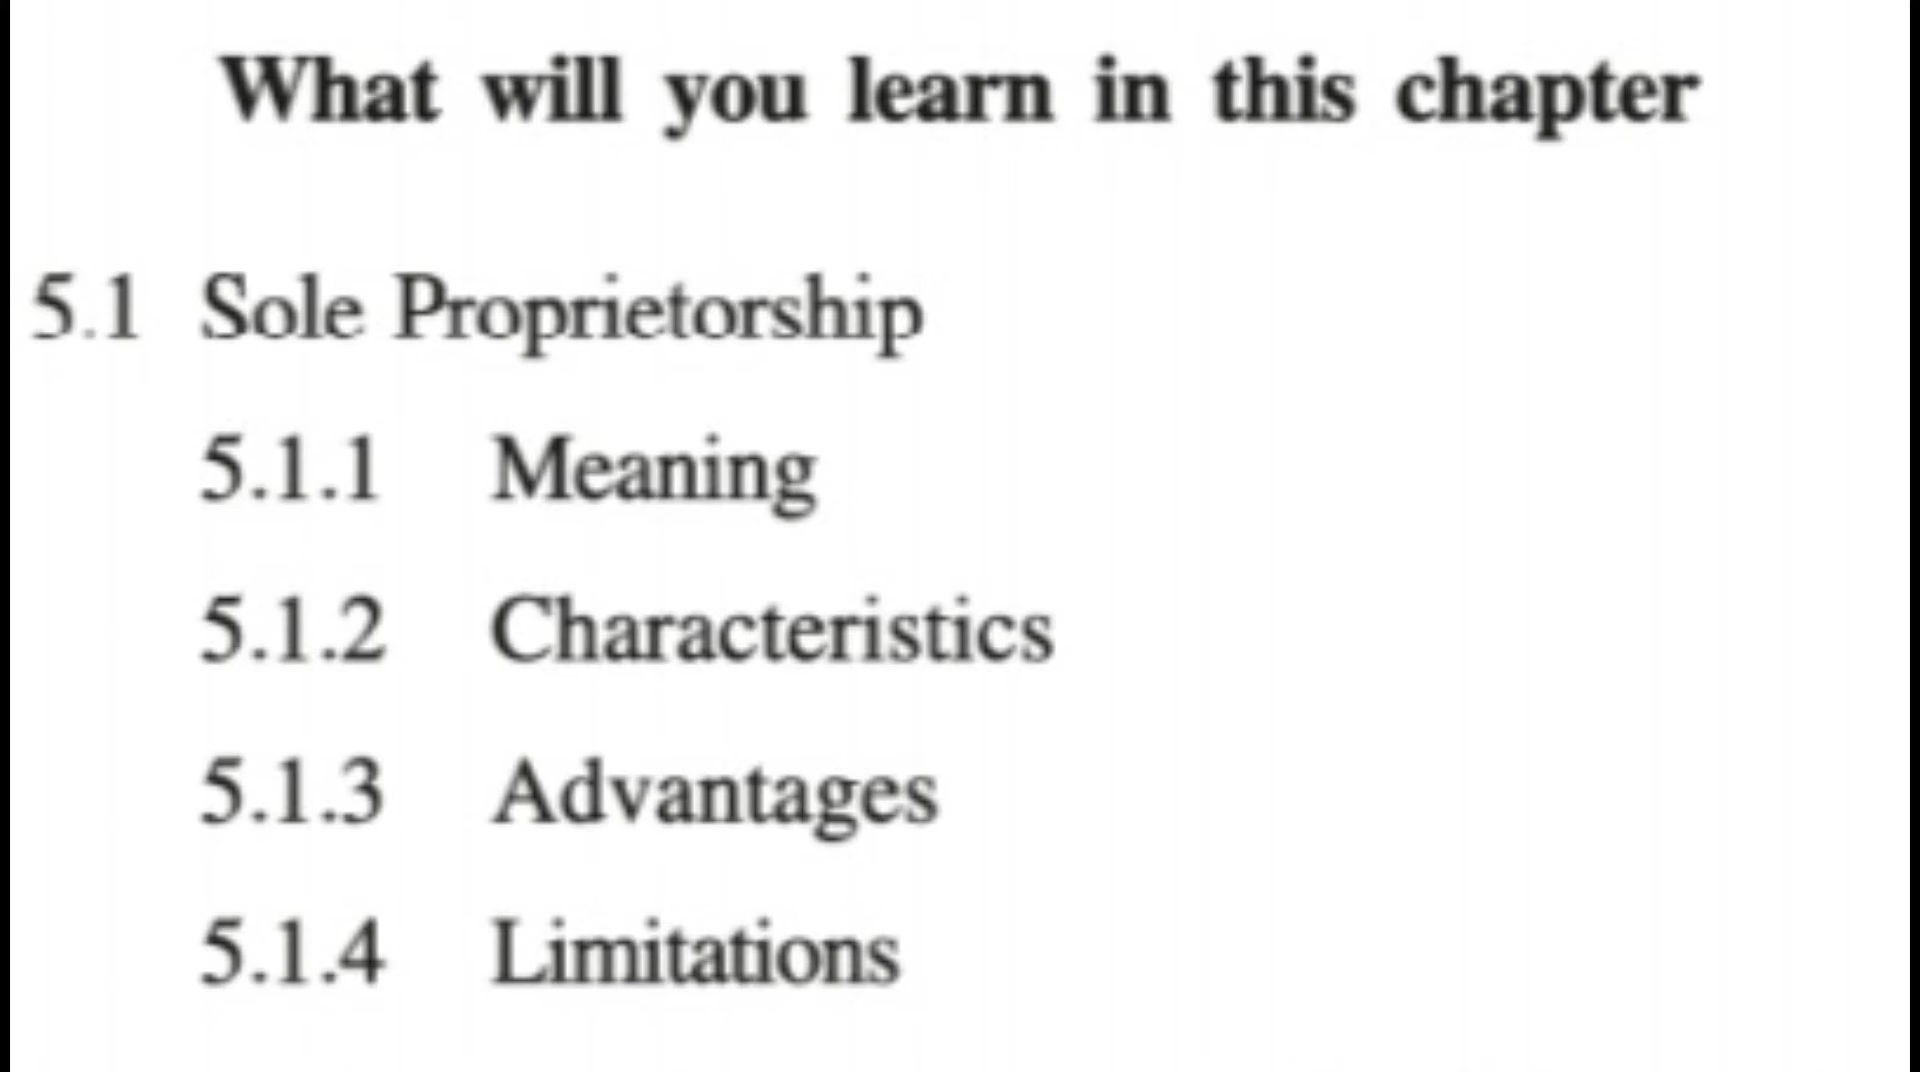 What will you learn in this chapter
5.1 Sole Proprietorship
5.1.1 Meaning
5.1.2 Characteristics
5.1.3 Advantages
5.1.4 Limitations